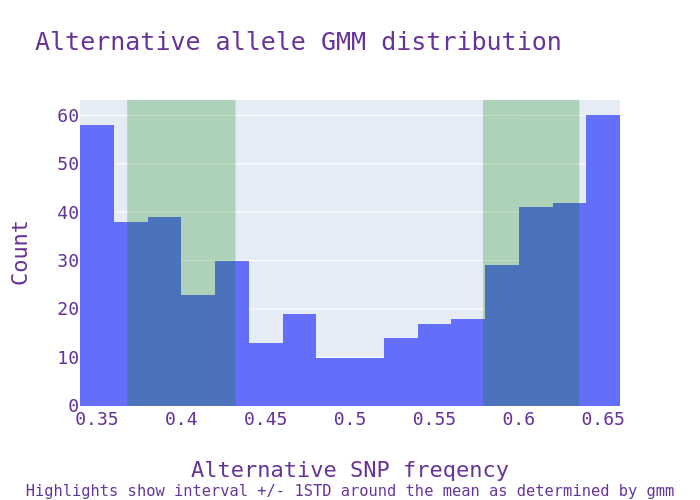 Alternative allele GMM distribution
60
50
40
30
20
10
0
Count
0.35 0.4 0.45 0.5 0.55 0.6 0.65
Alternative SNP freqency
Highlights show interval +/- 1STD around the mean as determined by gmm